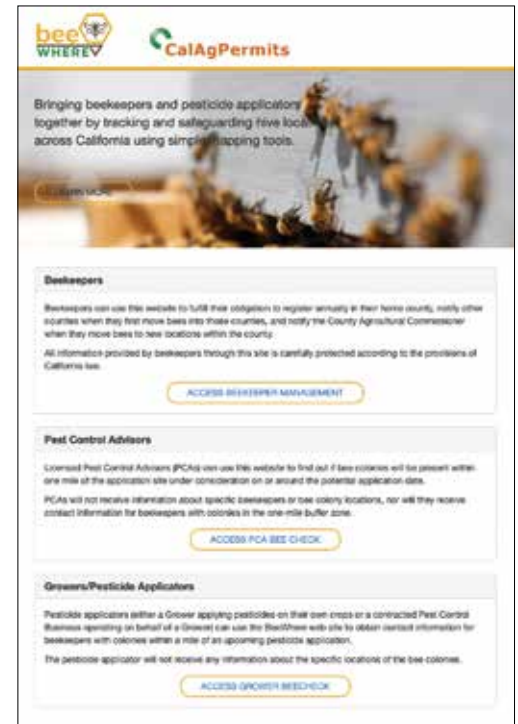 bee
WHERE
CalAgPermits
Bringing beekeepers and pesticide applicators
together by tracking and safeguarding hive loca
across California using simple mapping tools.
LEARN MORE
Beekeepers
Beekeepers can use this website to fulfill their obligation to register annually in their home county, notify other
counties when they first move bees into those counties, and notify the County Agricultural Commissioner
when they move bees to new locations within the county.
All information provided by beekeepers through this site is carefully protected according to the provisions of
California law.
ACCESS BEEKEEPER MANAGEMENT
Pest Control Advisors
Licensed Pest Control Advisors (PCAs) can use this website to find out if bee colonies will be present within
one mile of the application site under consideration on or around the potential application date.
PCAs will not receive information about specific beekeepers or bee colony locations, nor will they receive
contact information for beekeepers with colonies in the one-mile buffer zone.
ACCESS PCA BEE CHECK
Growers/Pesticide Applicators
Pesticide applicators (either a Grower applying pesticides on their own crops or a contracted Pest Control
Business operating on behalf of a Grower) can use the BeeWhere web site to obtain contact information for
beekeepers with colonies within a mile of an upcoming pesticide application.
The pesticide applicator will not receive any information about the specific locations of the bee colonies.
ACCESS GROWER BEECHECK